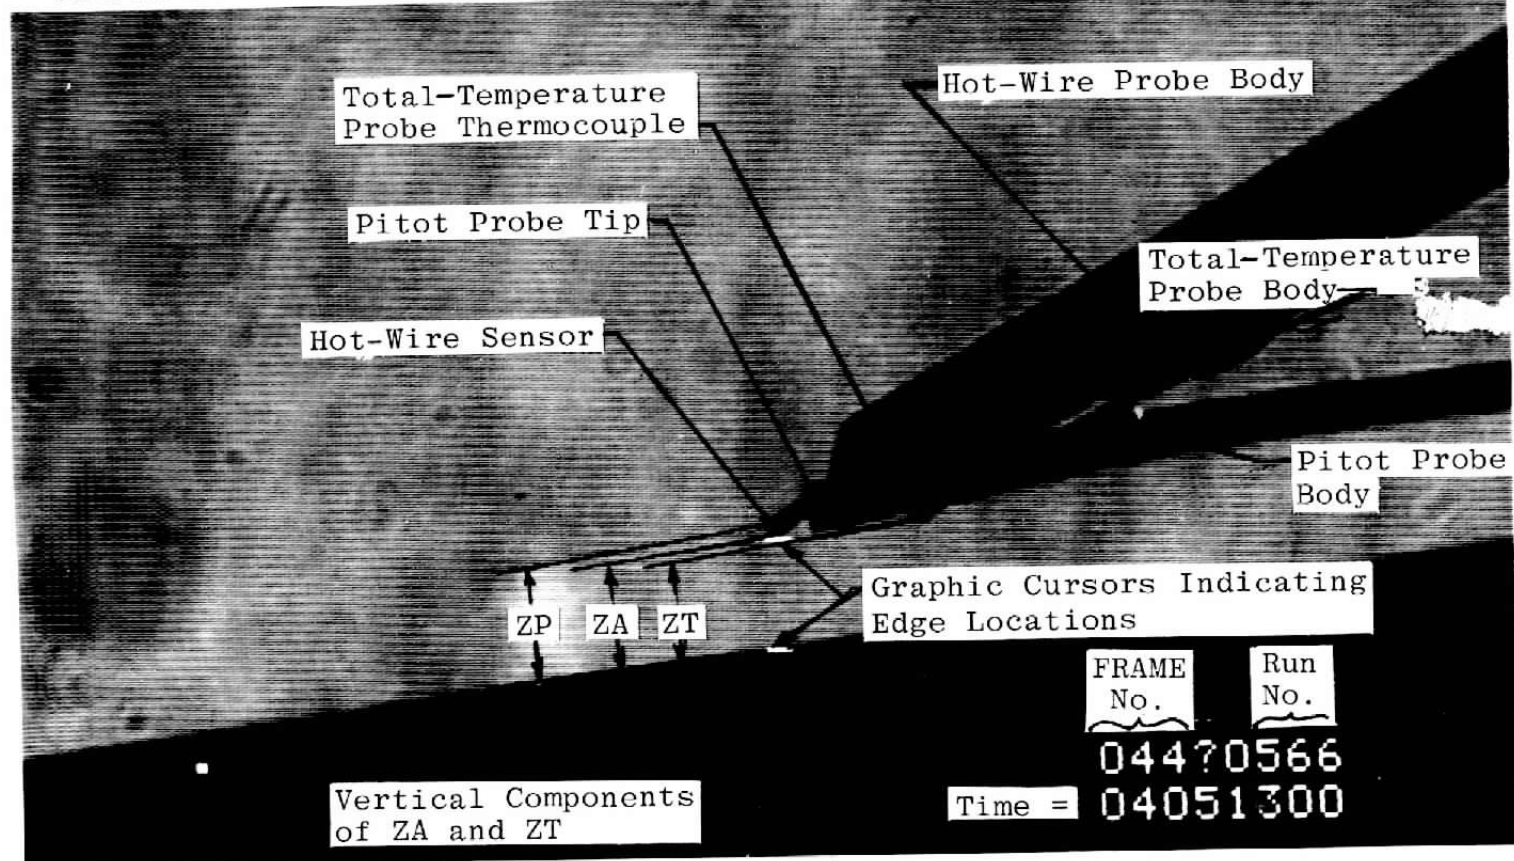 Total-Temperature
Probe Thermocouple
Hot-Wire Probe Body
Pitot Probe Tip
Total-Temperature
Probe Body
Hot-Wire Sensor
Pitot Probe
Body
Graphic Cursors Indicating
Edge Locations
ZP
ZA
ZT
FRAME
No.
Run
No.
044?0566
Time = 04051300
Vertical Components
of ZA and ZT